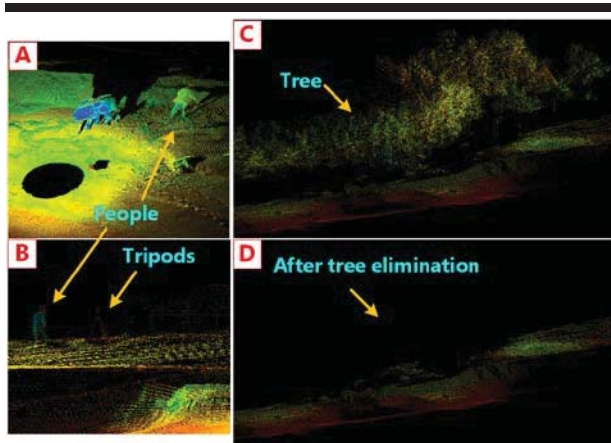 A
C
Tree
People
B
Tripods
D
After tree elimination